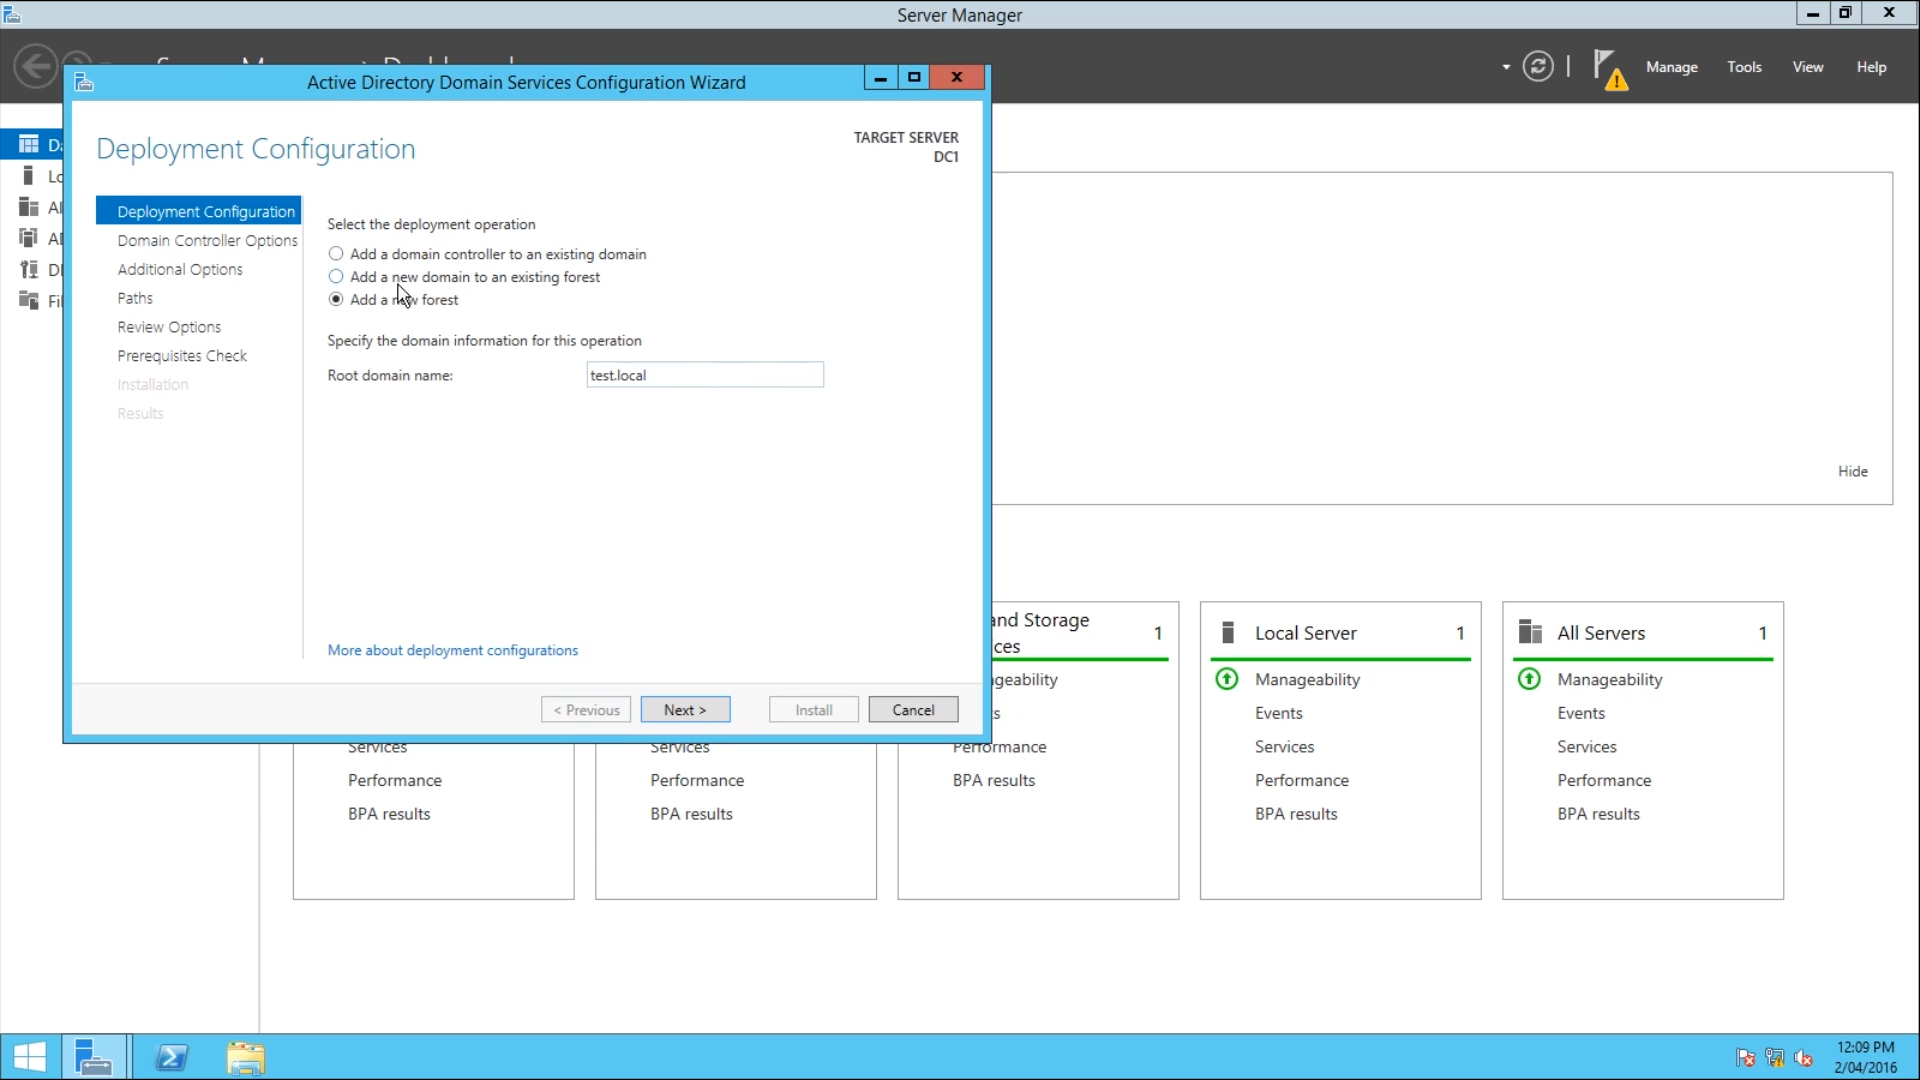 Server Manager
Manage
Tools
View
Help
Active Directory Domain Services Configuration Wizard
Deployment Configuration
TARGET SERVER
DC1
Deployment Configuration
Domain Controller Options
Additional Options
Paths
Review Options
Prerequisites Check
Installation
Results
Select the deployment operation
Add a domain controller to an existing domain
Add a new domain to an existing forest
Add a new forest
Specify the domain information for this operation
Root domain name:
test.local
More about deployment configurations
< Previous
Next >
Install
Cancel
Hide
and Storage
1
Local Server
1
All Servers
1
Manageability
Manageability
Events
Events
Services
Services
Performance
Services
Services
Performance
Performance
BPA results
Performance
Performance
BPA results
BPA results
BPA results
BPA results
12:09 PM
2/04/2016